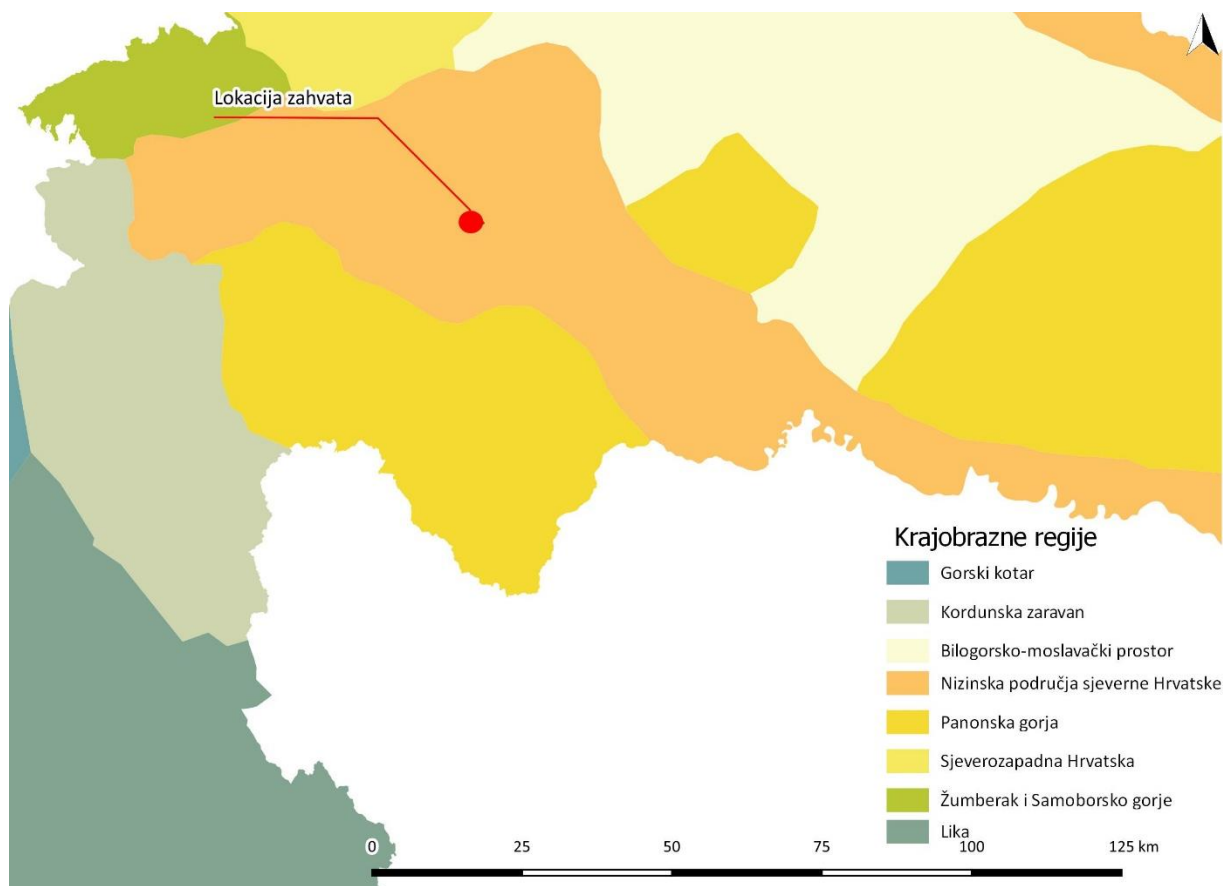 Lokacija zahvata
Krajobrazne regije
Gorski kotar
Kordunska zaravan
Bilogorsko-moslavački prostor
Nizinska područja sjeverne Hrvatske
Panonska gorja
Sjeverozapadna Hrvatska
Žumberak i Samoborsko gorje
Lika
0 25 50 75 100 125 km